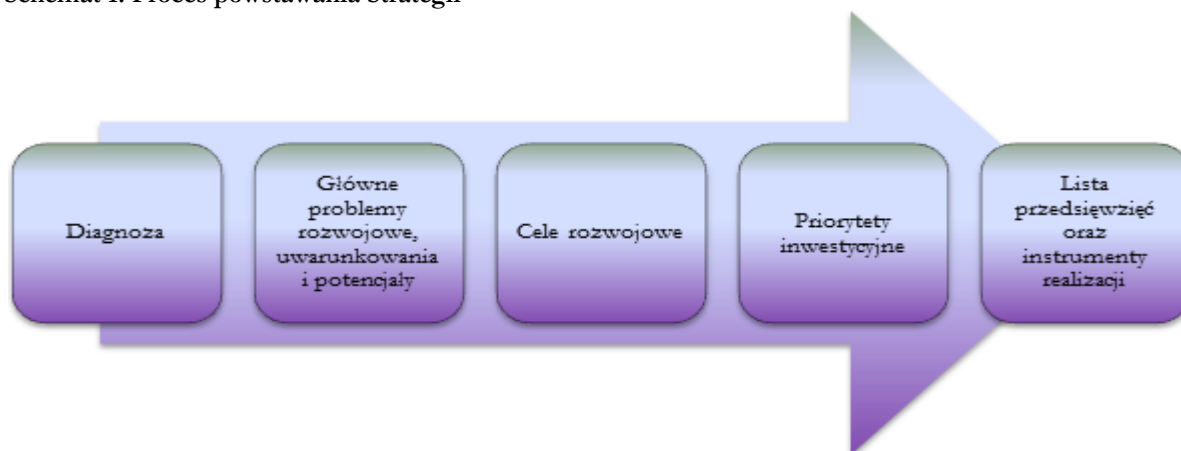 Schemat 1. Proces powstawania Strategii
Diagnoza
Główne
problemy
rozwojowe,
uwarunkowania
i potencjały
Cele rozwojowe
Priorytety
inwestycyjne
Lista
przedsięwzięć
oraz
instrumenty
realizacji